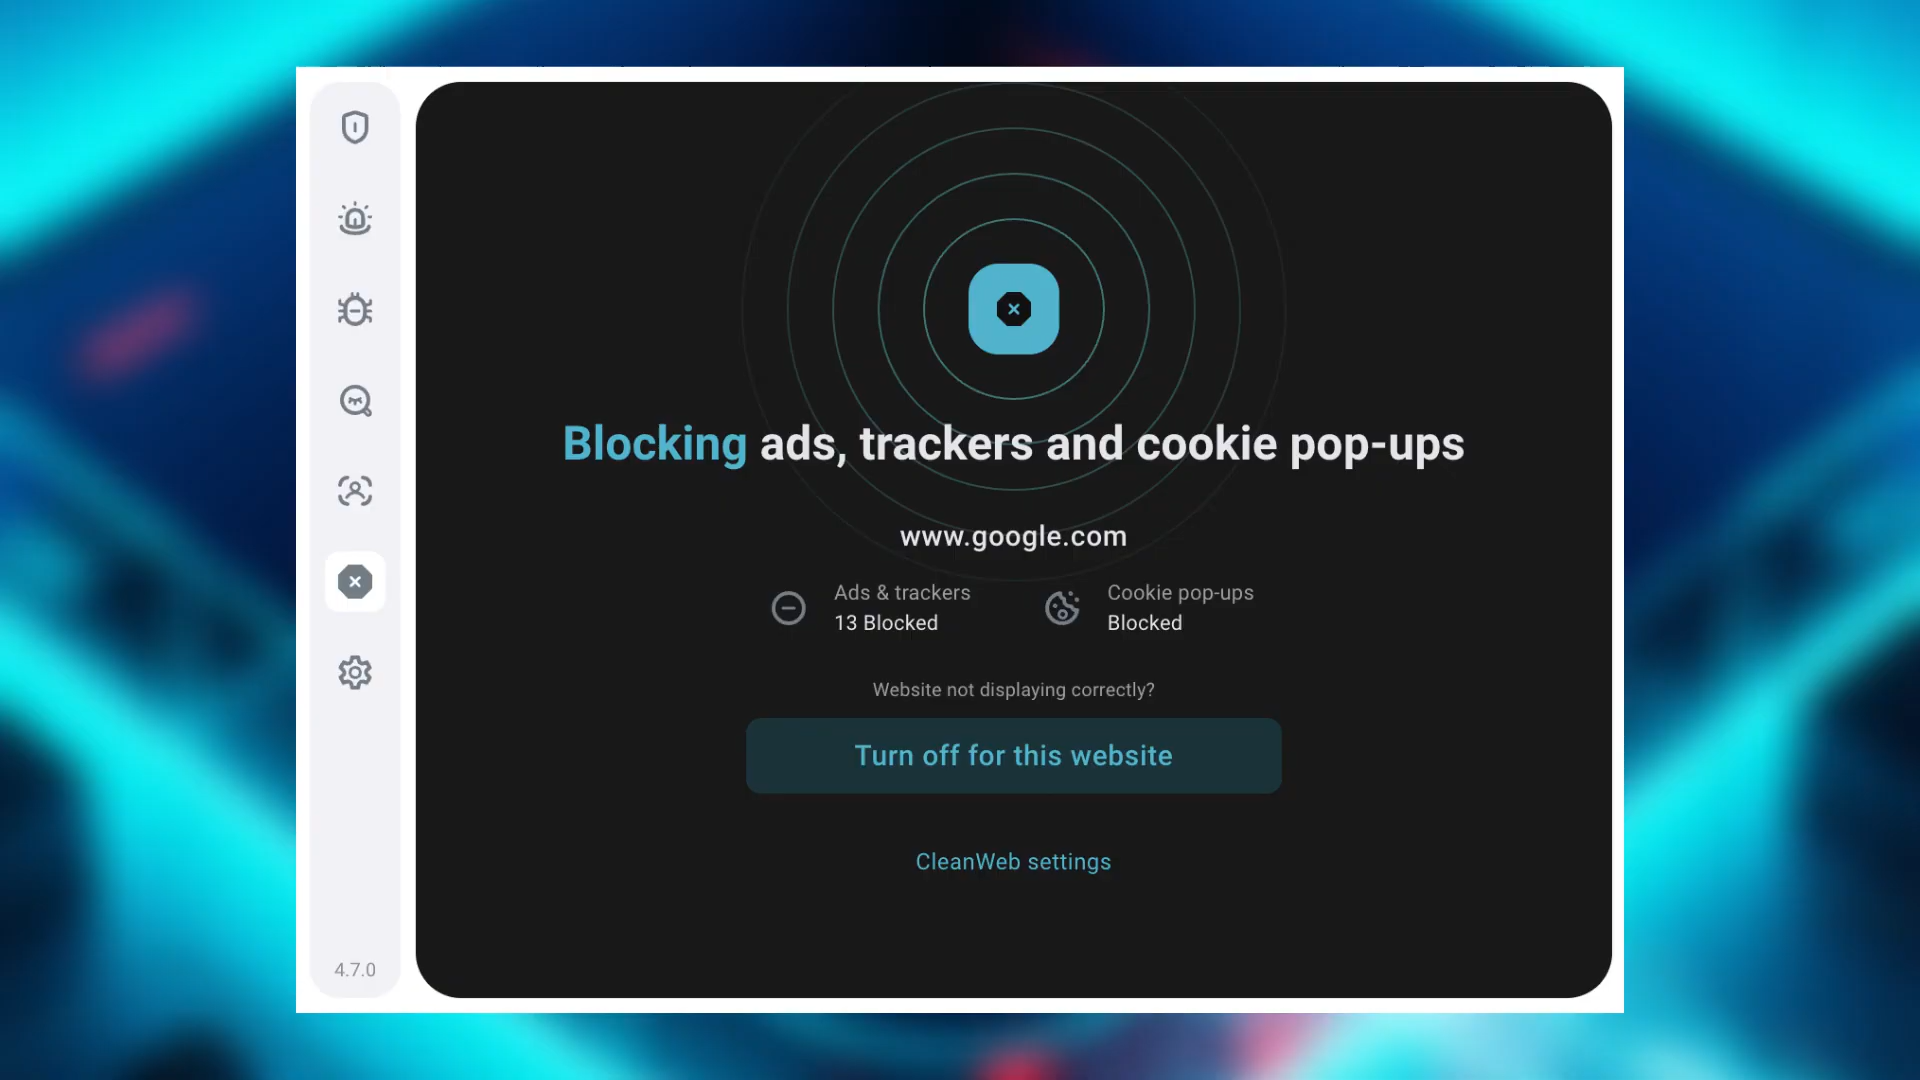 Blocking ads, trackers and cookie pop-ups
www.google.com
Ads & trackers
13 Blocked
Cookie pop-ups
Blocked
Website not displaying correctly?
Turn off for this website
CleanWeb settings
4.7.0